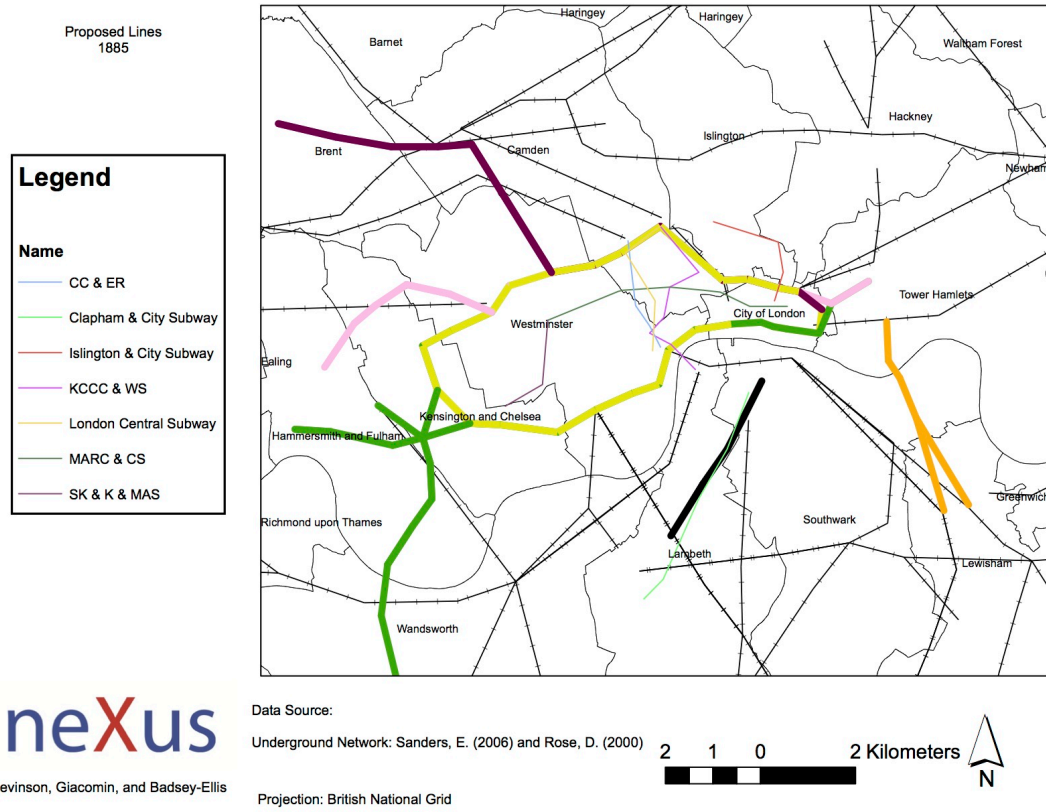 Proposed Lines
1885
Legend
Name
CC & ER
Clapham & City Subway
Islington & City Subway
KCCC & WS
London Central Subway
MARC & CS
SK & K & MAS
Haringey
Haringey
Barnet
Waltham Forest
Hackney
Islington
Brent
Camden
Newham
Tower Hamlets
City of London
Westminster
Ealing
Kensington and Chelsea
Hammersmith and Fulham
Greenwich
Richmond upon Thames
Southwark
Lambeth
Lewisham
Wandsworth
neXus
evinson, Giacomin, and Badsey-Ellis
Data Source:
Underground Network: Sanders, E. (2006) and Rose, D. (2000)
Projection: British National Grid
2 1 0 2 Kilometers
N